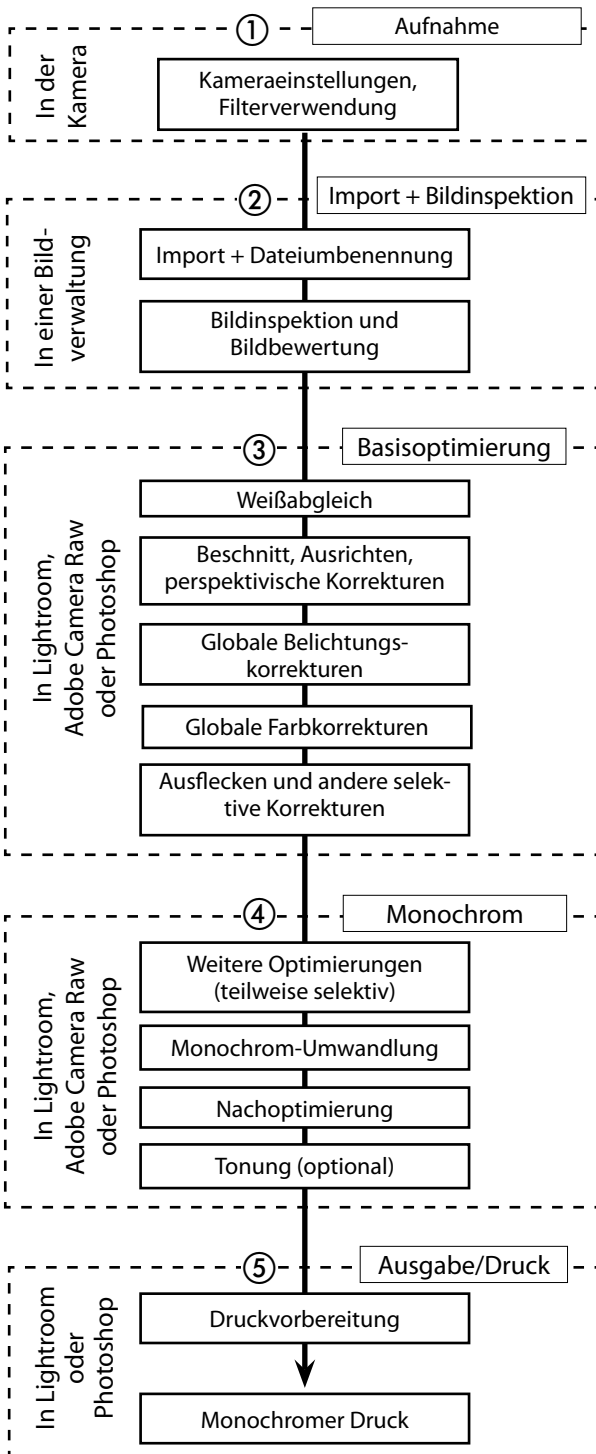 ① Aufnahme
In der
Kamera
Kameraeinstellungen,
Filterverwendung
② Import + Bildinspektion
In einer Bild-
verwaltung
Import + Dateiumbenennung
Bildinspektion und
Bildbewertung
③ Basisoptimierung
In Lightroom,
Adobe Camera Raw
oder Photoshop
Weißabgleich
Beschnitt, Ausrichten,
perspektivische Korrekturen
Globale Belichtungs-
korrekturen
Globale Farbkorrekturen
Ausflecken und andere selek-
tive Korrekturen
④ Monochrom
In Lightroom,
Adobe Camera Raw
oder Photoshop
Weitere Optimierungen
(teilweise selektiv)
Monochrom-Umwandlung
Nachoptimierung
Tonung (optional)
⑤ Ausgabe/Druck
In Lightroom
oder
Photoshop
Druckvorbereitung
Monochromer Druck